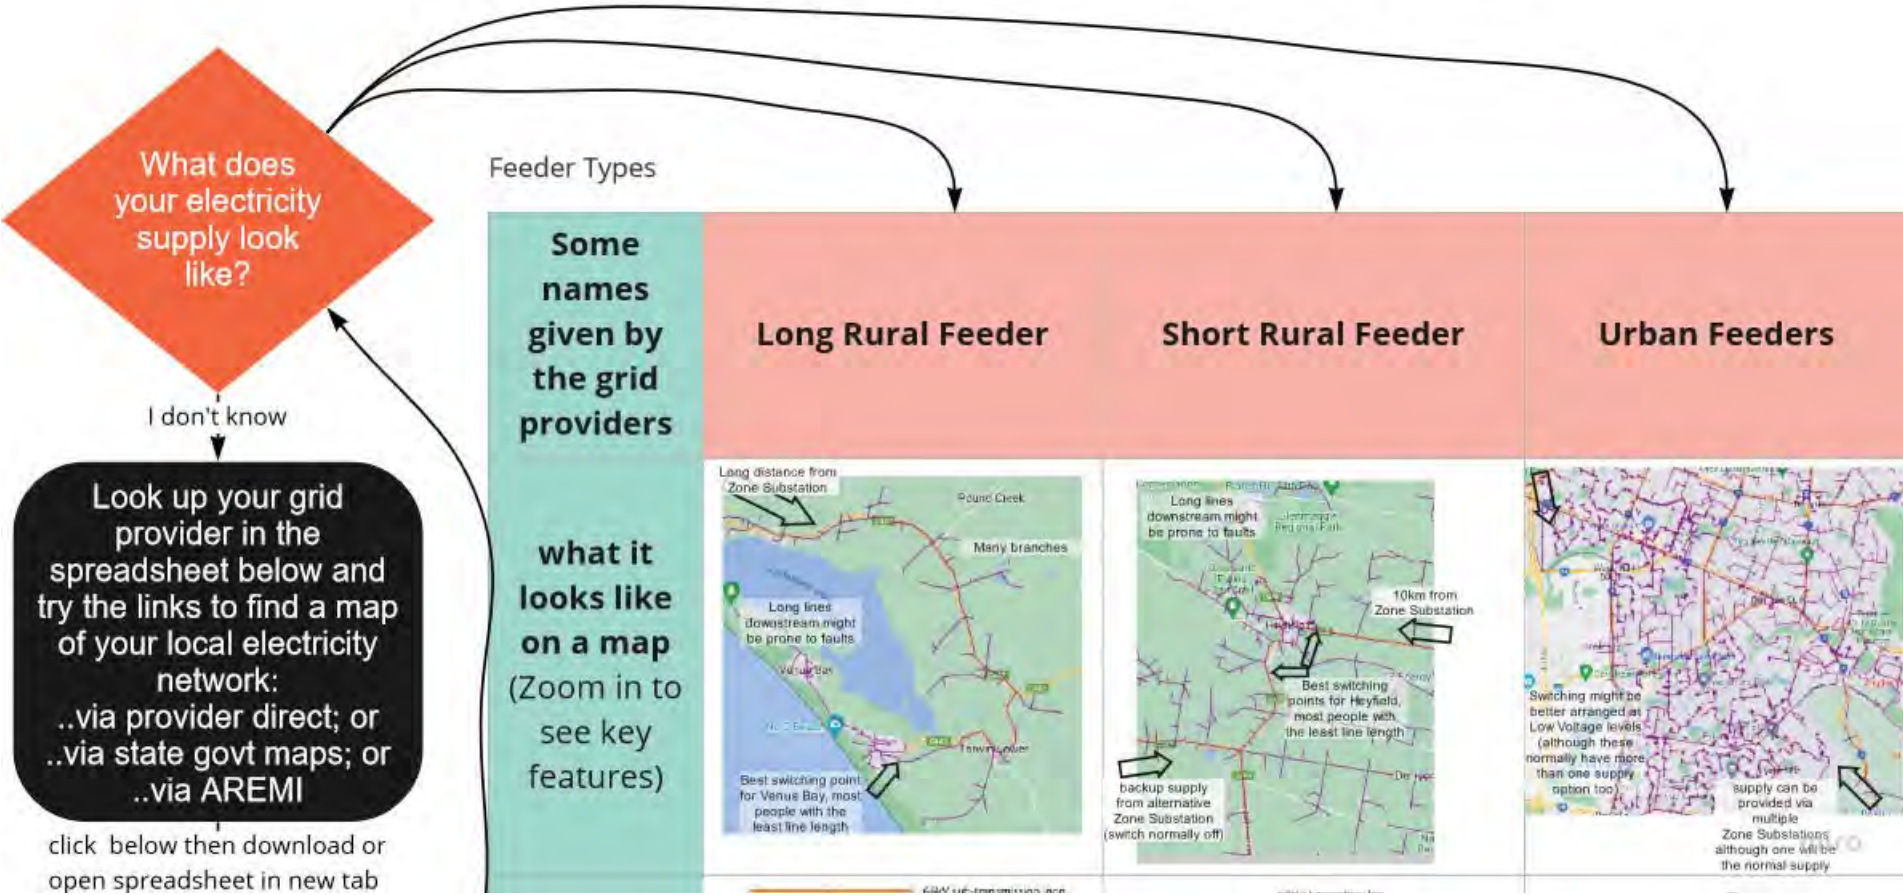 What does
your electricity
supply look
like?
I don't know
Look up your grid
provider in the
spreadsheet below and
try the links to find a map
of your local electricity
network:
..via provider direct; or
..via state govt maps; or
..via AREMI
click below then download or
open spreadsheet in new tab
Feeder Types
Some
names
given by
the grid
providers
Long Rural Feeder
Short Rural Feeder
Urban Feeders
what it
looks like
on a map
(Zoom in to
see key
features)
Long distance from
Zone Substation
Pound Creek
Many branches
Long lines
downstream might
be prone to faults
Venus Bay
Tarwin Lower
Best switching point
for Venus Bay, most
people with the
least line length
Long lines
downstream might
be prone to faults
Glenmaggie
Regional Park
10km from
Zone Substation
Best switching
points for Heyfield,
most people with
the least line length
backup supply
from alternative
Zone Substation
(switch normally off)
Switching might be
better arranged at
Low Voltage levels
(although these
normally have more
than one supply
option too)
supply can be
provided via
multiple
Zone Substations
although one will be
the normal supply